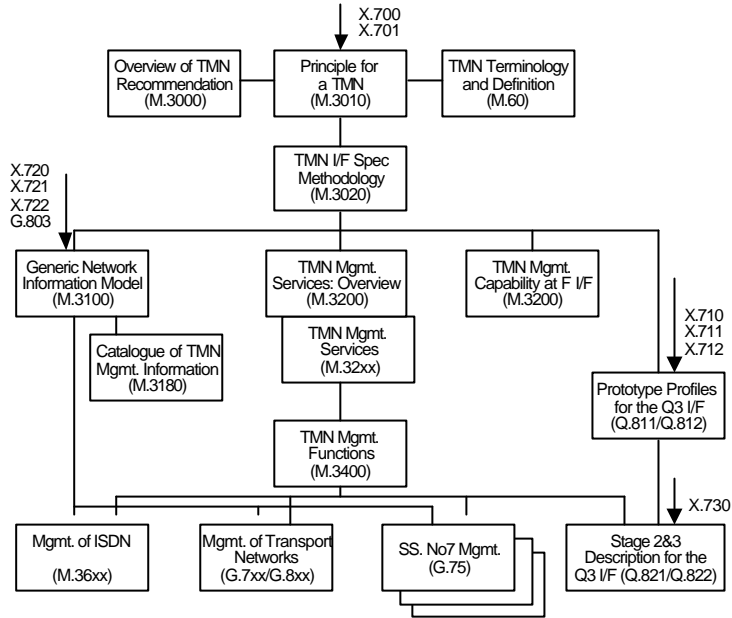 X.700
X.701
Overview of TMN
Recommendation
(M.3000)
Principle for
a TMN
(M.3010)
TMN Terminology
and Definition
(M.60)
TMN I/F Spec
Methodology
(M.3020)
X.720
X.721
X.722
G.803
Generic Network
Information Model
(M.3100)
TMN Mgmt.
Services: Overview
(M.3200)
TMN Mgmt.
Capability at F I/F
(M.3200)
X.710
X.711
X.712
Catalogue of TMN
Mgmt. Information
(M.3180)
TMN Mgmt.
Services
(M.32xx)
Prototype Profiles
for the Q3 I/F
(Q.811/Q.812)
TMN Mgmt.
Functions
(M.3400)
X.730
Mgmt. of ISDN
(M.36xx)
Mgmt. of Transport
Networks
(G.7xx/G.8xx)
SS. No7 Mgmt.
(G.75)
Stage 2&3
Description for the
Q3 I/F (Q.821/Q.822)